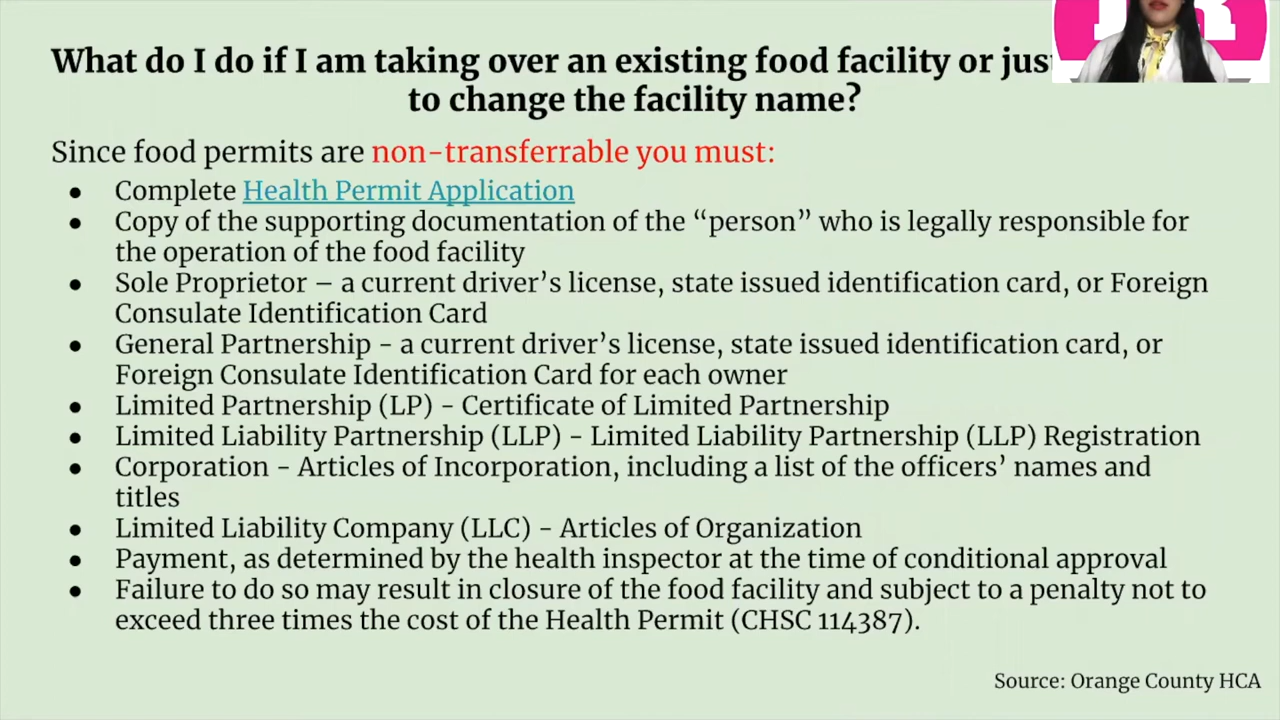 What do I do if I am taking over an existing food facility or
to change the facility name?
Since food permits are non-transferrable you must:
● Complete Health Permit Application
● Copy of the supporting documentation of the “person” who is legally responsible for
the operation of the food facility
● Sole Proprietor – a current driver’s license, state issued identification card, or Foreign
Consulate Identification Card
● General Partnership - a current driver’s license, state issued identification card, or
Foreign Consulate Identification Card for each owner
● Limited Partnership (LP) - Certificate of Limited Partnership
● Limited Liability Partnership (LLP) - Limited Liability Partnership (LLP) Registration
● Corporation - Articles of Incorporation, including a list of the officers’ names and
titles
● Limited Liability Company (LLC) - Articles of Organization
● Payment, as determined by the health inspector at the time of conditional approval
● Failure to do so may result in closure of the food facility and subject to a penalty not to
exceed three times the cost of the Health Permit (CHSC 114387).
Source: Orange County HCA